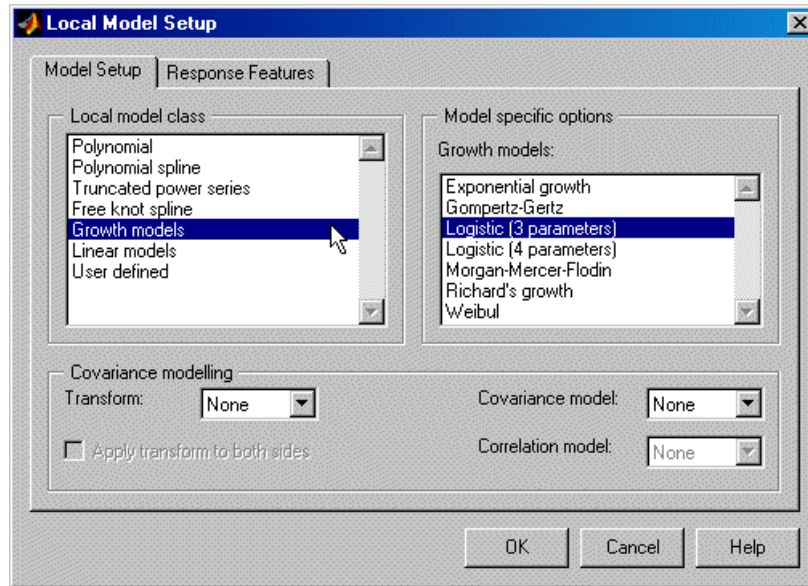 Local Model Setup
Model Setup
Response Features
Local model class
Polynomial
Polynomial spline
Truncated power series
Free knot spline
Growth models
Linear models
User defined
Model specific options
Growth models:
Exponential growth
Gompertz-Gertz
Logistic (3 parameters)
Logistic (4 parameters)
Morgan-Mercer-Flodin
Richard's growth
Weibul
Covariance modelling
Transform:
None
Apply transform to both sides
Covariance model:
None
Correlation model:
None
OK
Cancel
Help